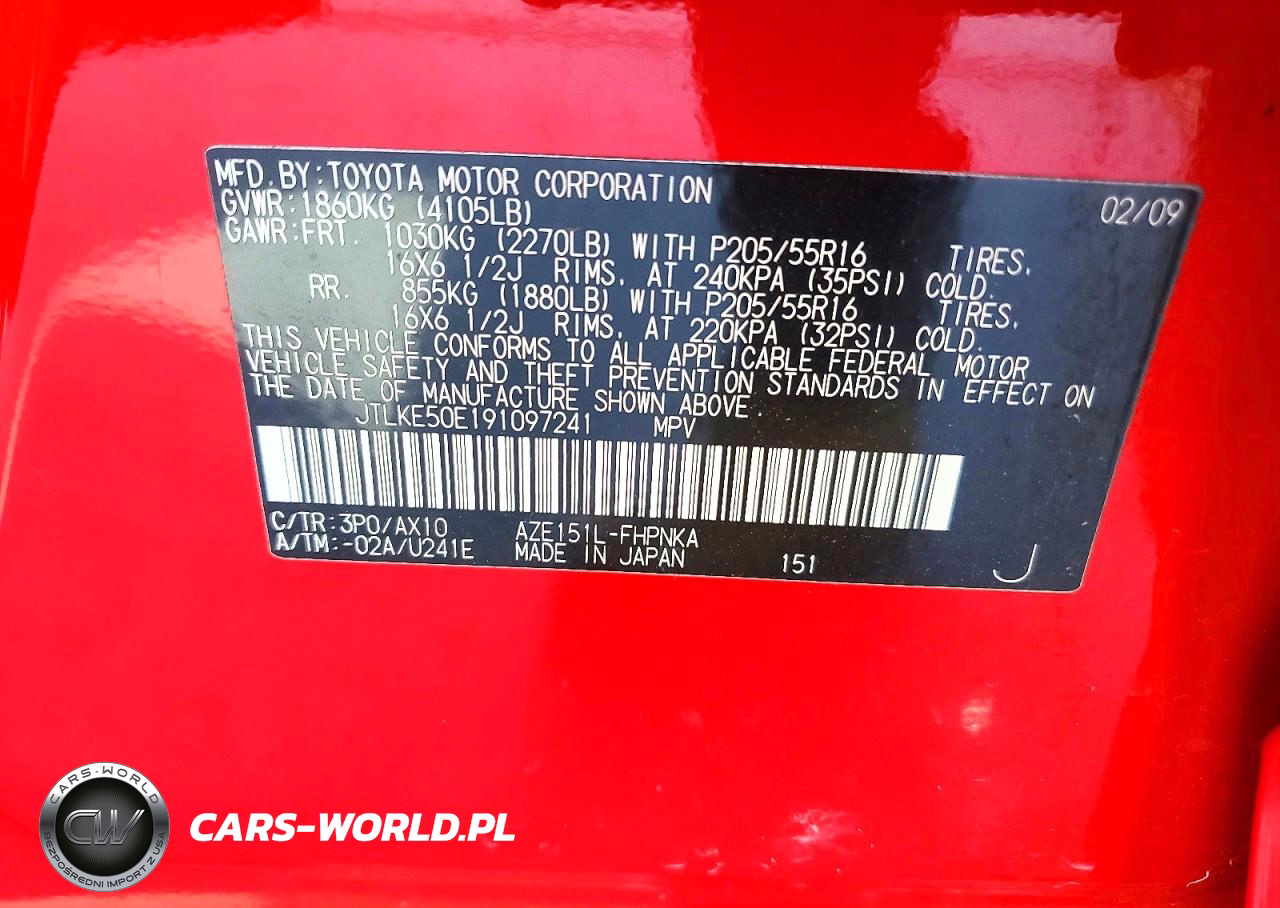 MFD. BY: TOYOTA MOTOR CORPORATION 02/09
GVWR: 1860KG (4105LB)
GAWR: FRT. 1030KG (2270LB) WITH P205/55R16 TIRES,
16X6 1/2J RIMS, AT 240KPA (35PSI) COLD.
RR. 855KG (1880LB) WITH P205/55R16 TIRES,
16X6 1/2J RIMS, AT 220KPA (32PSI) COLD.
THIS VEHICLE CONFORMS TO ALL APPLICABLE FEDERAL MOTOR
VEHICLE SAFETY AND THEFT PREVENTION STANDARDS IN EFFECT ON
THE DATE OF MANUFACTURE SHOWN ABOVE.
JTLKE50E191097241 MPV
C/TR: 3P0/AX10 AZE151L-FHPNKA
A/TM: -02A/U241E MADE IN JAPAN 151 J
CARS-WORLD
CW
BEZPOŚREDNI IMPORT Z USA
CARS-WORLD.PL